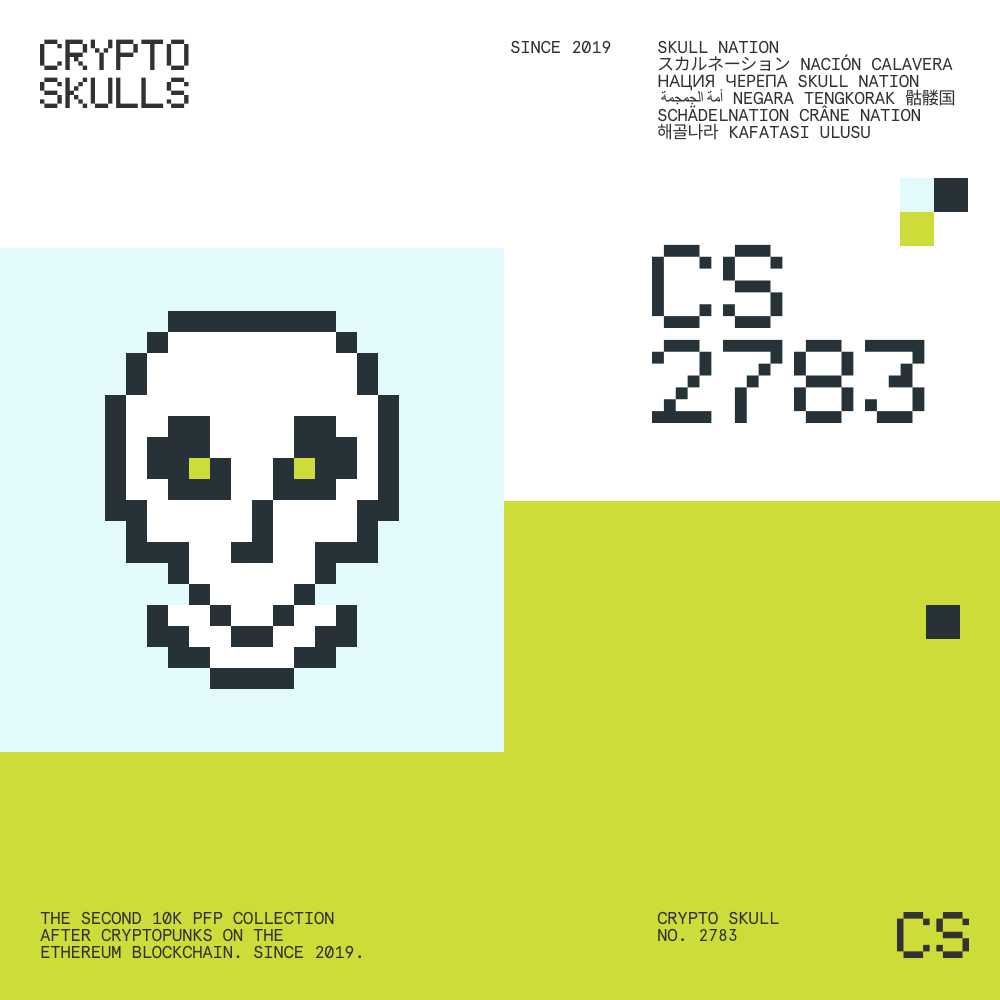 CRYPTO
SKULLS
SINCE 2019
SKULL NATION
スカルネーション NACIÓN CALAVERA
НАЦИЯ ЧЕРЕПА SKULL NATION
أمة الجمجمة NEGARA TENGKORAK 骷髅国
SCHÄDELNATION CRÂNE NATION
해골나라 KAFATASI ULUSU
CS
2783
THE SECOND 10K PFP COLLECTION
AFTER CRYPTOPUNKS ON THE
ETHEREUM BLOCKCHAIN. SINCE 2019.
CRYPTO SKULL
NO. 2783
CS